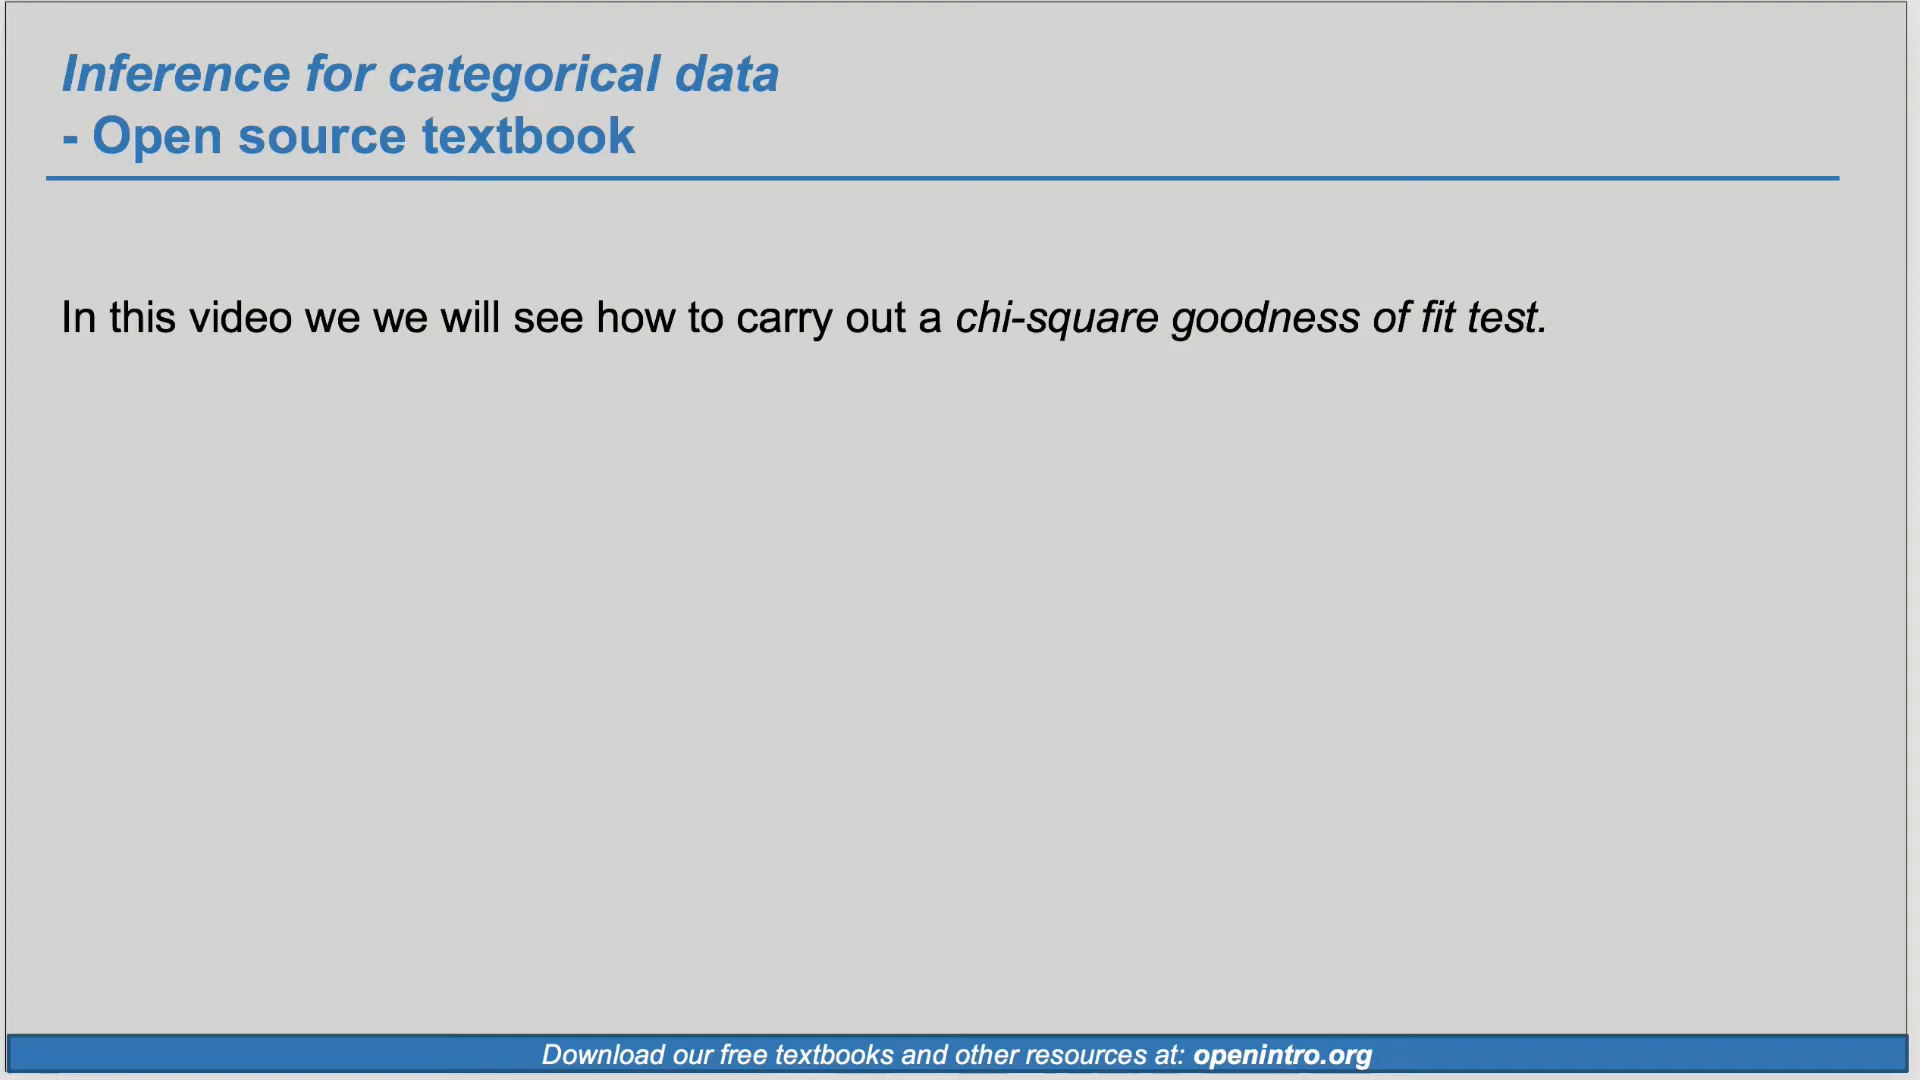 Inference for categorical data
- Open source textbook
In this video we we will see how to carry out a chi-square goodness of fit test.
Download our free textbooks and other resources at: openintro.org